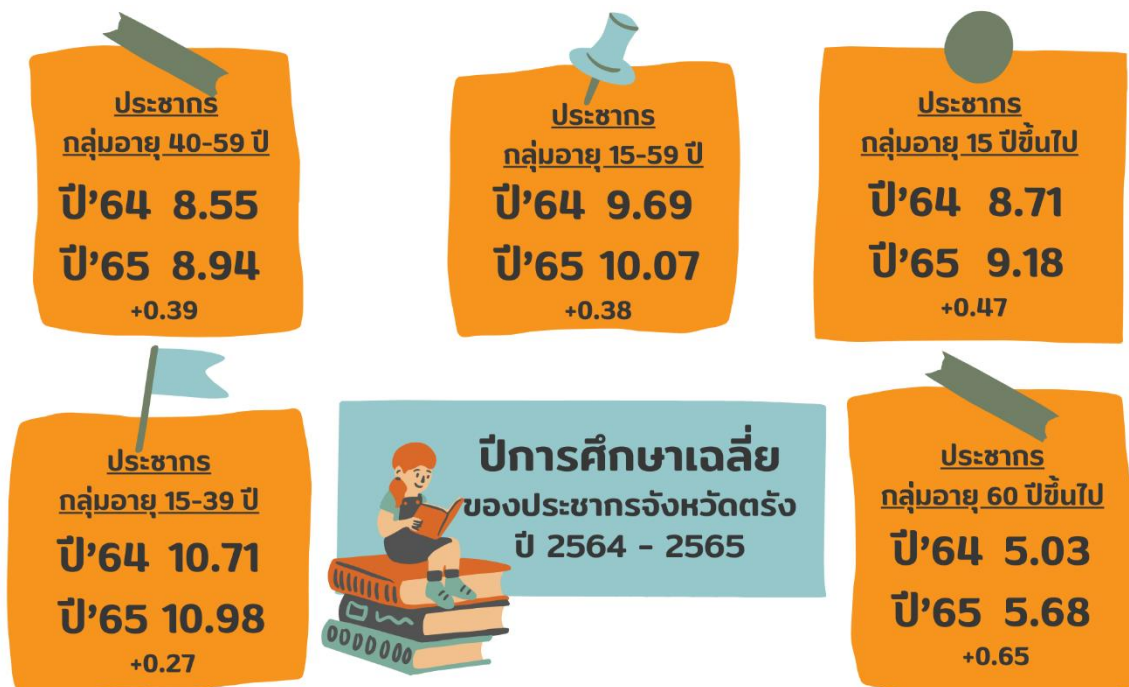 ประชากร
กลุ่มอายุ 40-59 ปี
ปี’64 8.55
ปี’65 8.94
+0.39
ประชากร
กลุ่มอายุ 15-59 ปี
ปี’64 9.69
ปี’65 10.07
+0.38
ประชากร
กลุ่มอายุ 15 ปีขึ้นไป
ปี’64 8.71
ปี’65 9.18
+0.47
ประชากร
กลุ่มอายุ 15-39 ปี
ปี’64 10.71
ปี’65 10.98
+0.27
ปีการศึกษาเฉลี่ย
ของประชากรจังหวัดตรัง
ปี 2564 - 2565
ประชากร
กลุ่มอายุ 60 ปีขึ้นไป
ปี’64 5.03
ปี’65 5.68
+0.65